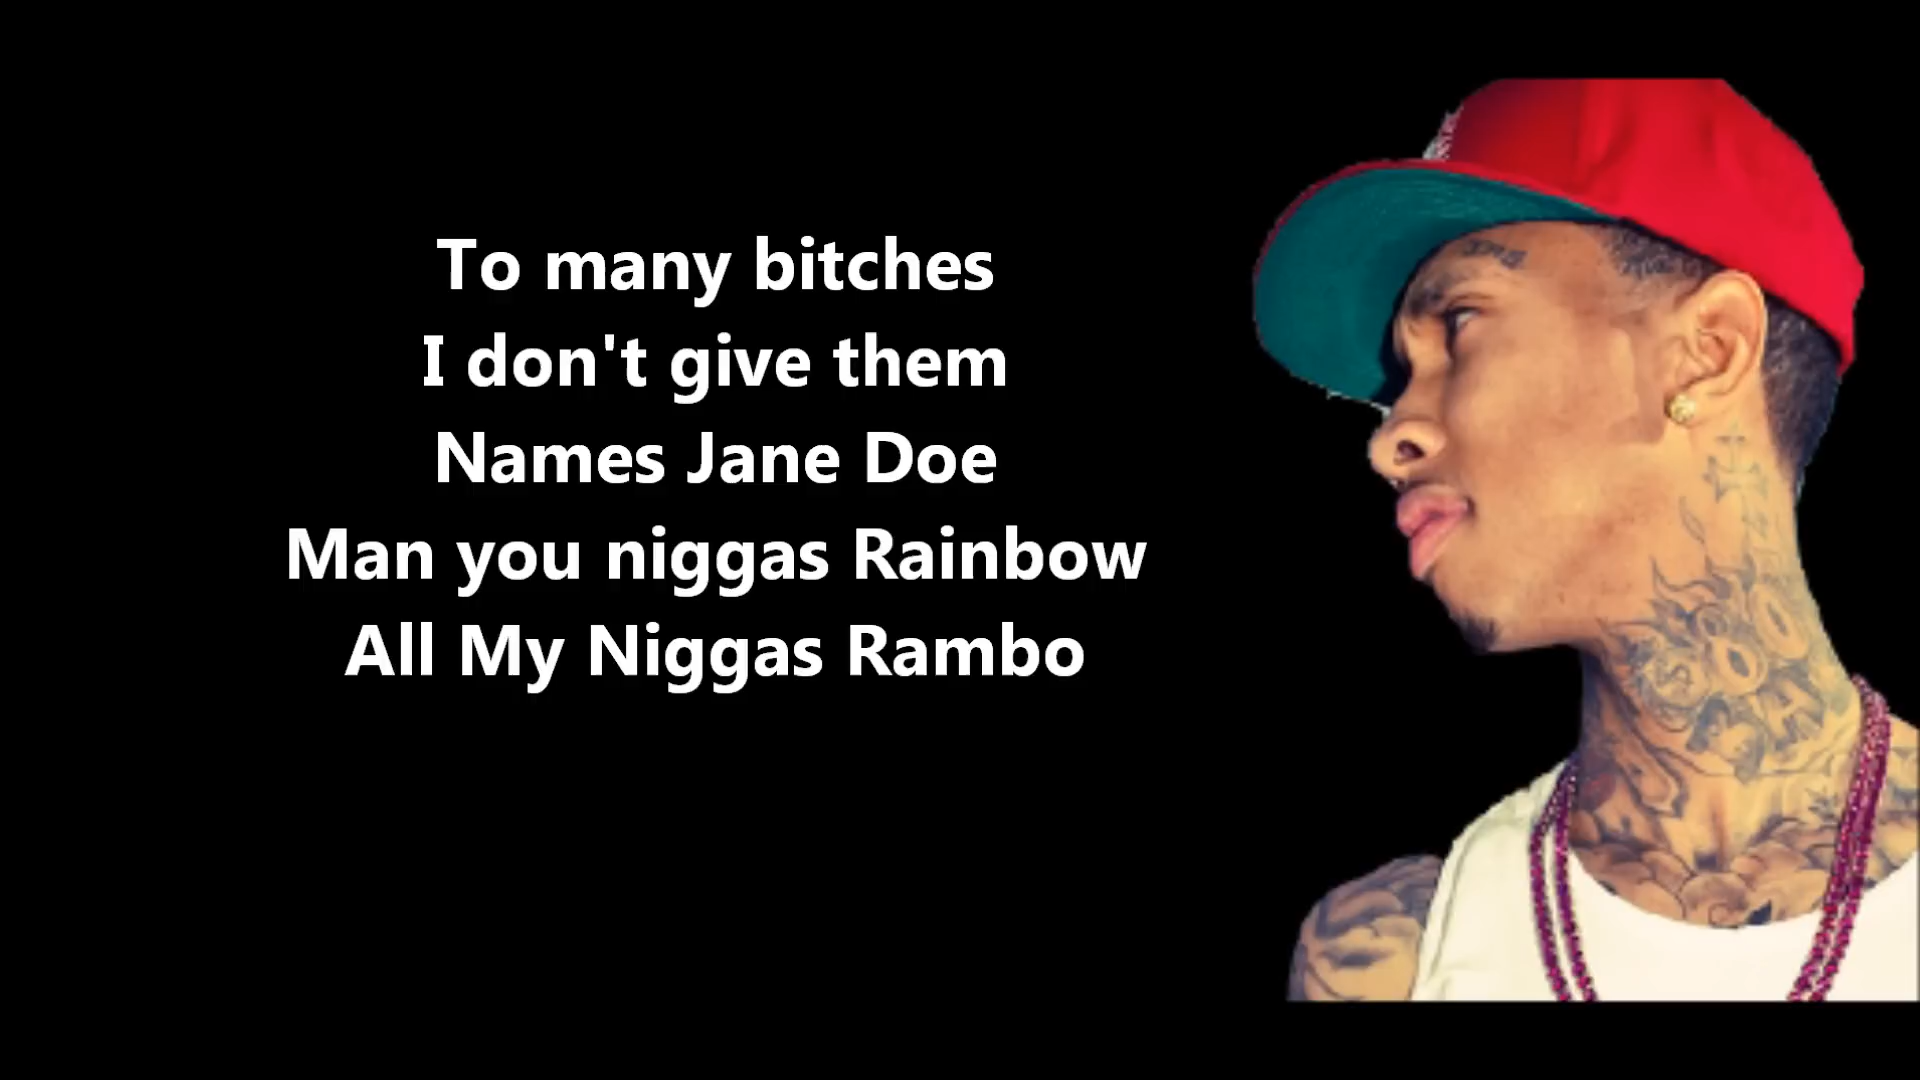 To many bitches
I don't give them
Names Jane Doe
Man you niggas Rainbow
All My Niggas Rambo